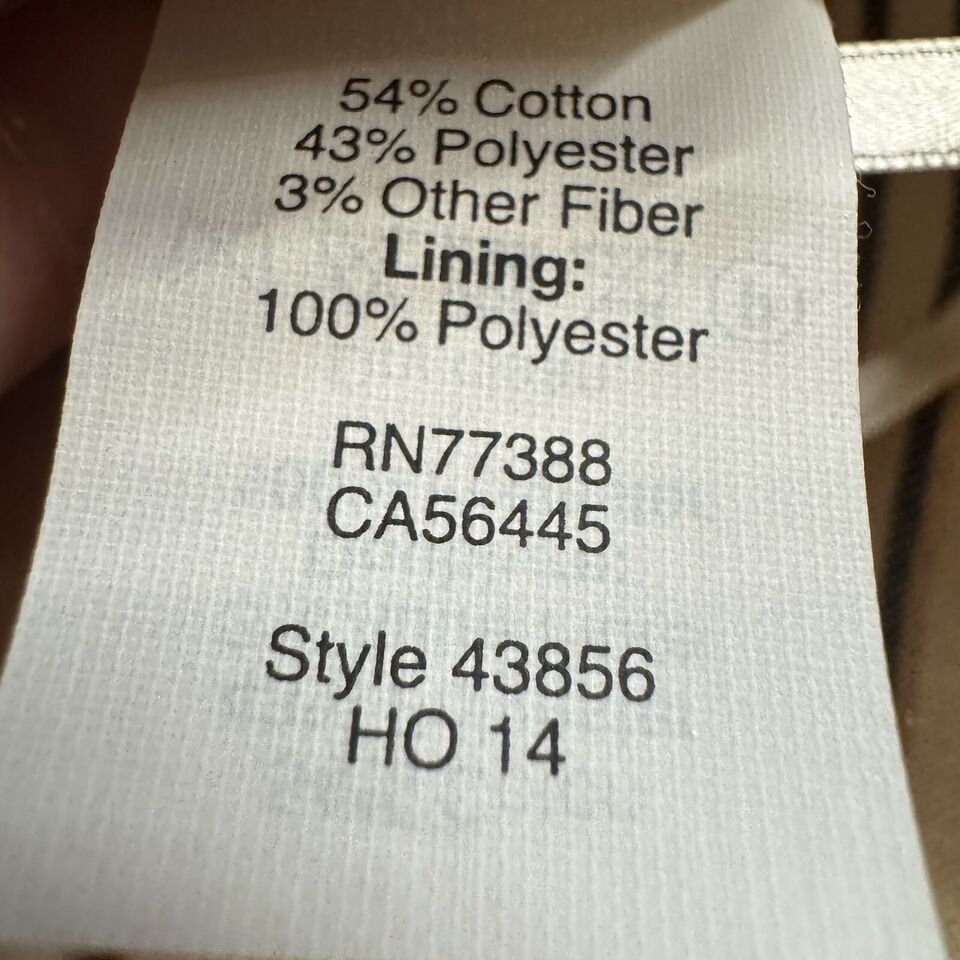 54% Cotton
43% Polyester
3% Other Fiber
Lining:
100% Polyester
RN77388
CA56445
Style 43856
HO 14